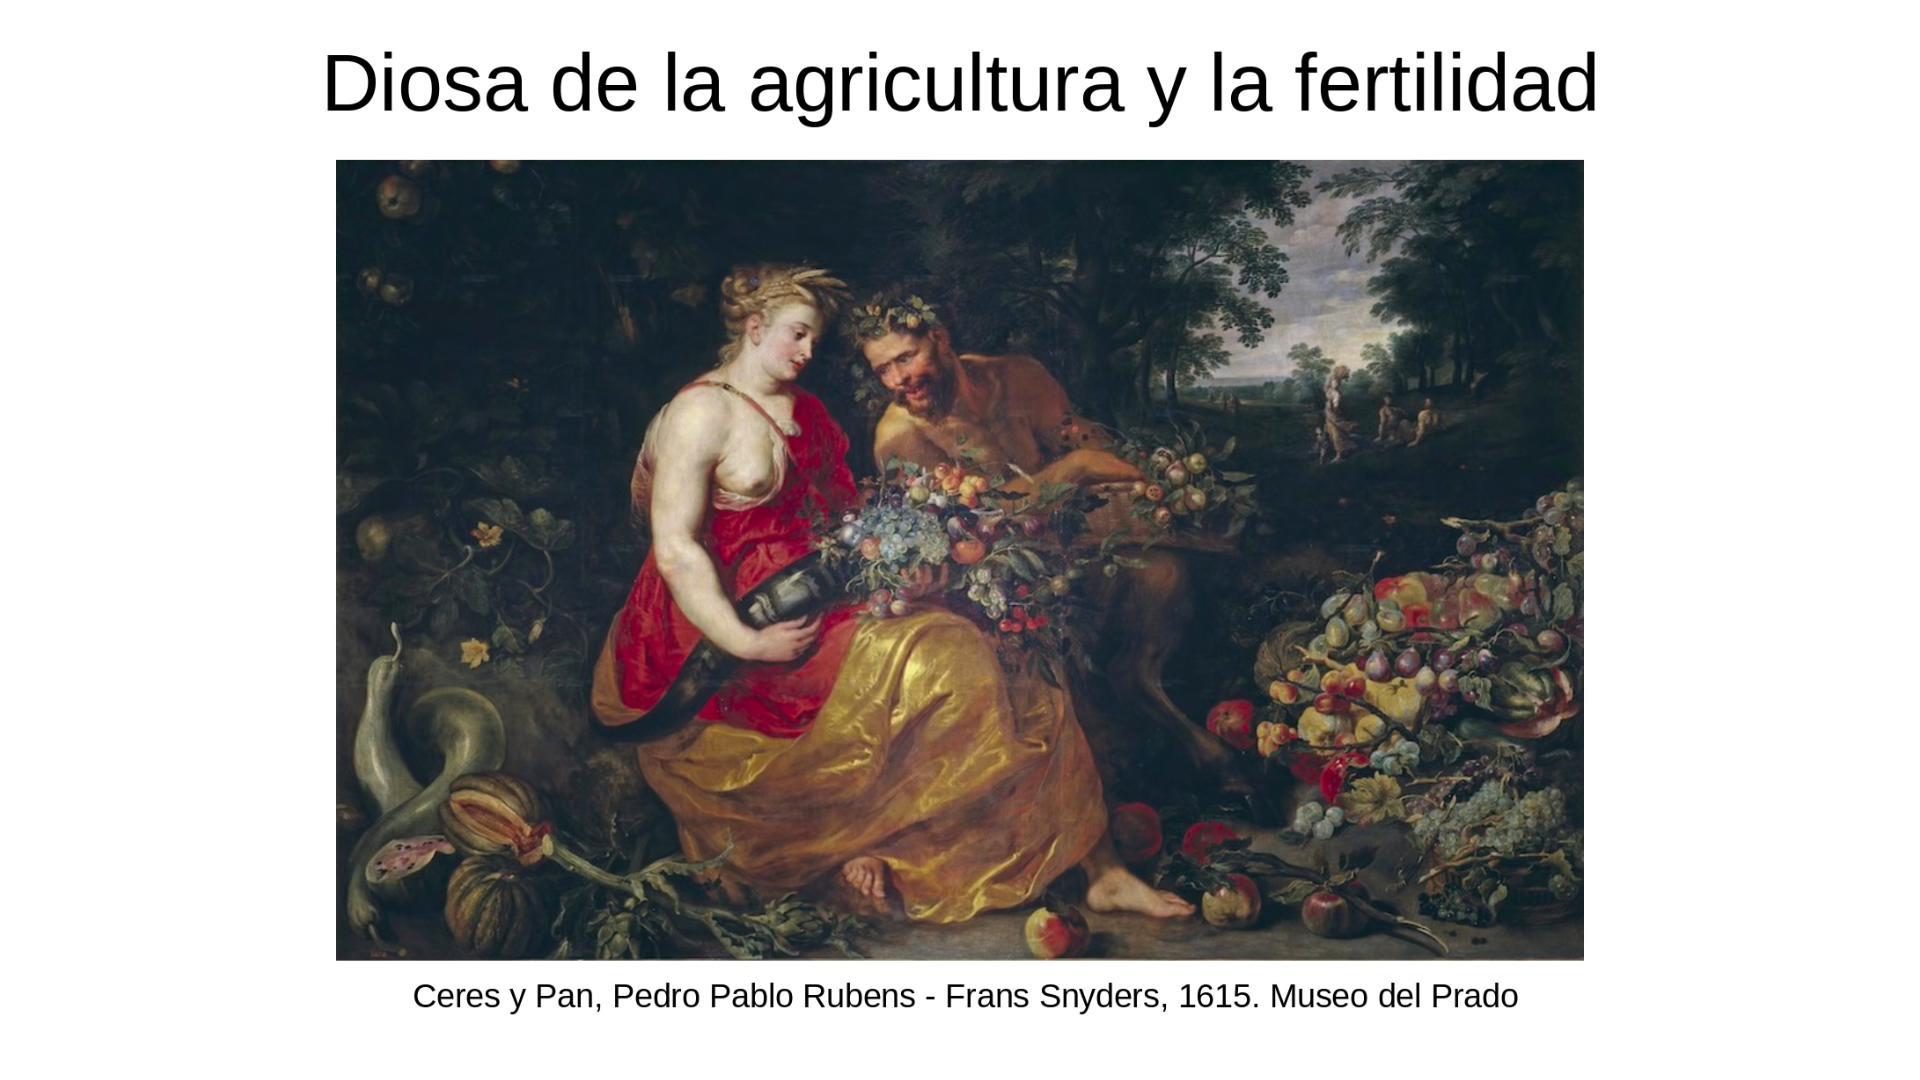 Diosa de la agricultura y la fertilidad
Ceres y Pan, Pedro Pablo Rubens - Frans Snyders, 1615. Museo del Prado